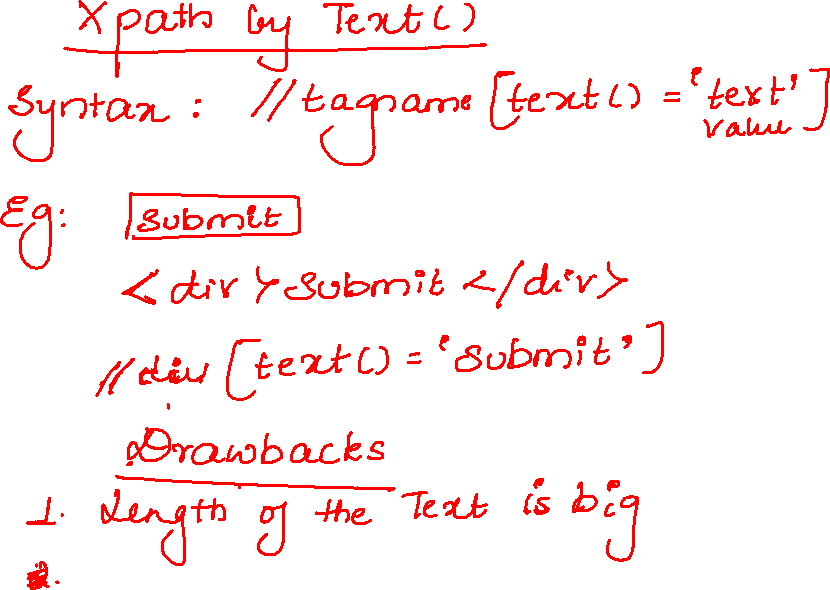 Xpath by Text()
Syntax : //tagname[text() = 'text'
value]
Eg: Submit
<div>Submit</div>
//div[text() = 'Submit']
Drawbacks
1. Length of the Text is big
2.